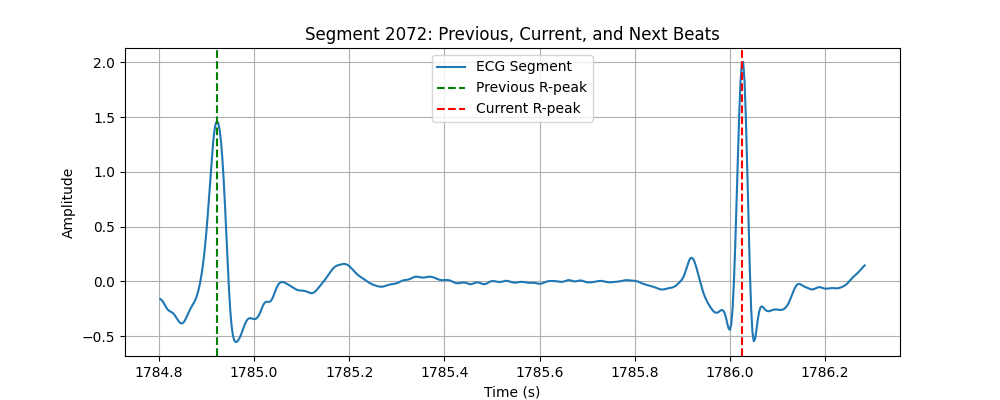 Segment 2072: Previous, Current, and Next Beats
ECG Segment
Previous R-peak
Current R-peak
Amplitude
2.0
1.5
1.0
0.5
0.0
−0.5
1784.8 1785.0 1785.2 1785.4 1785.6 1785.8 1786.0 1786.2
Time (s)